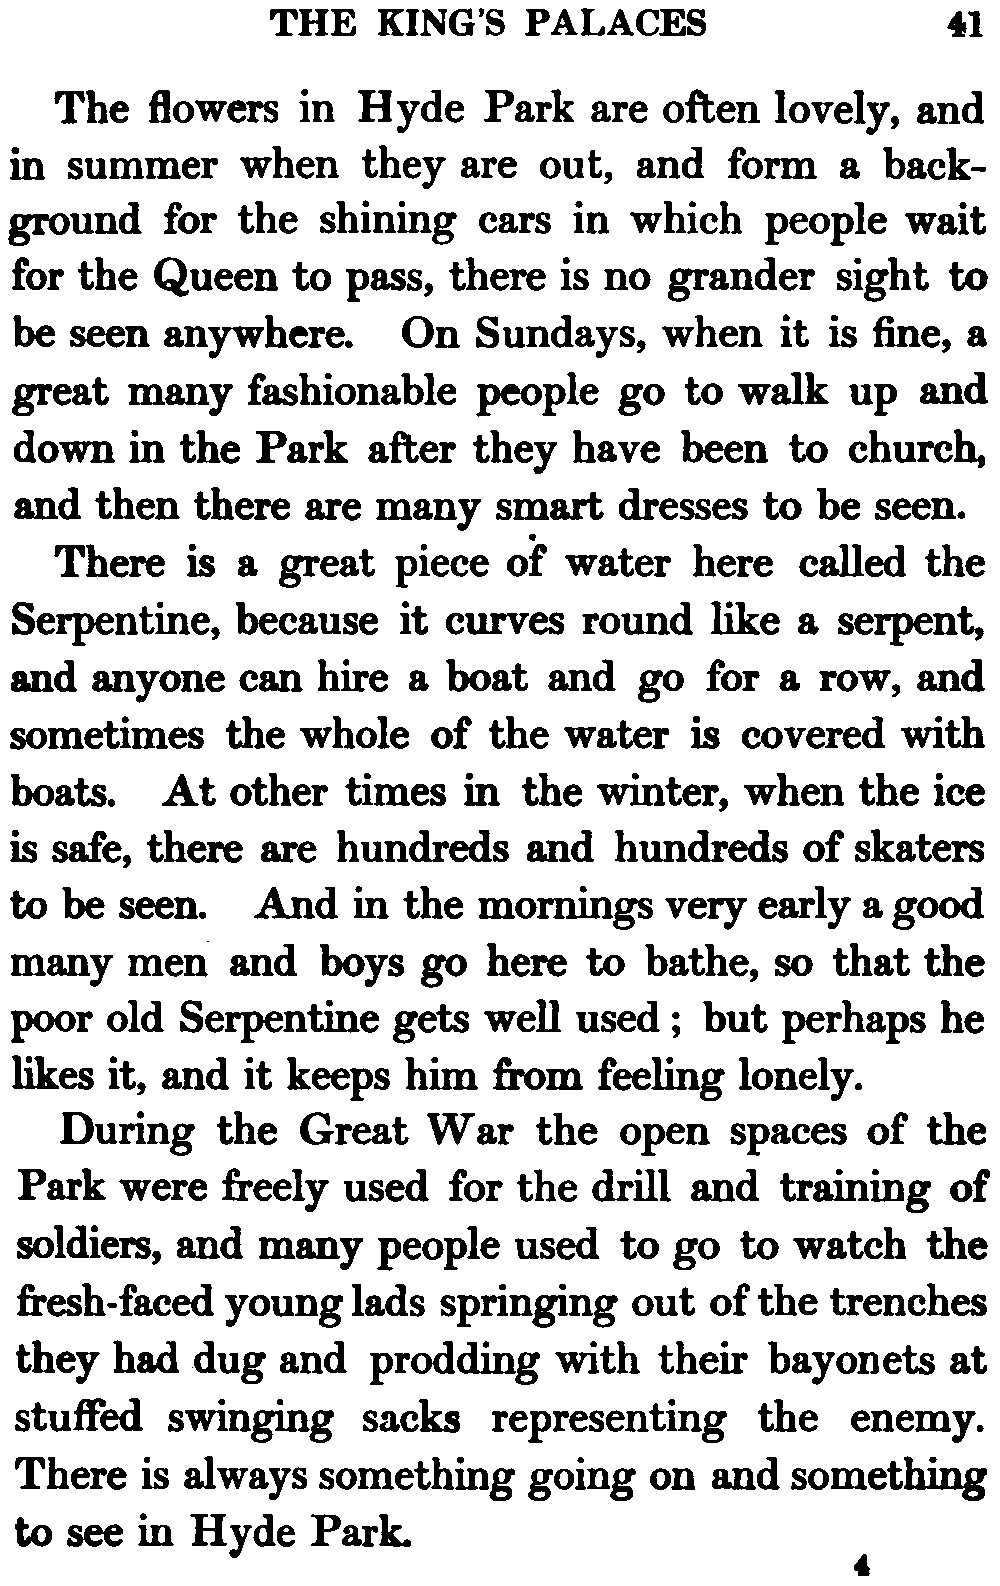 THE KING'S PALACES 41
The flowers in Hyde Park are often lovely, and
in summer when they are out, and form a back-
ground for the shining cars in which people wait
for the Queen to pass, there is no grander sight to
be seen anywhere. On Sundays, when it is fine, a
great many fashionable people go to walk up and
down in the Park after they have been to church,
and then there are many smart dresses to be seen.
There is a great piece of water here called the
Serpentine, because it curves round like a serpent,
and anyone can hire a boat and go for a row, and
sometimes the whole of the water is covered with
boats. At other times in the winter, when the ice
is safe, there are hundreds and hundreds of skaters
to be seen. And in the mornings very early a good
many men and boys go here to bathe, so that the
poor old Serpentine gets well used ; but perhaps he
likes it, and it keeps him from feeling lonely.
During the Great War the open spaces of the
Park were freely used for the drill and training of
soldiers, and many people used to go to watch the
fresh-faced young lads springing out of the trenches
they had dug and prodding with their bayonets at
stuffed swinging sacks representing the enemy.
There is always something going on and something
to see in Hyde Park.
4